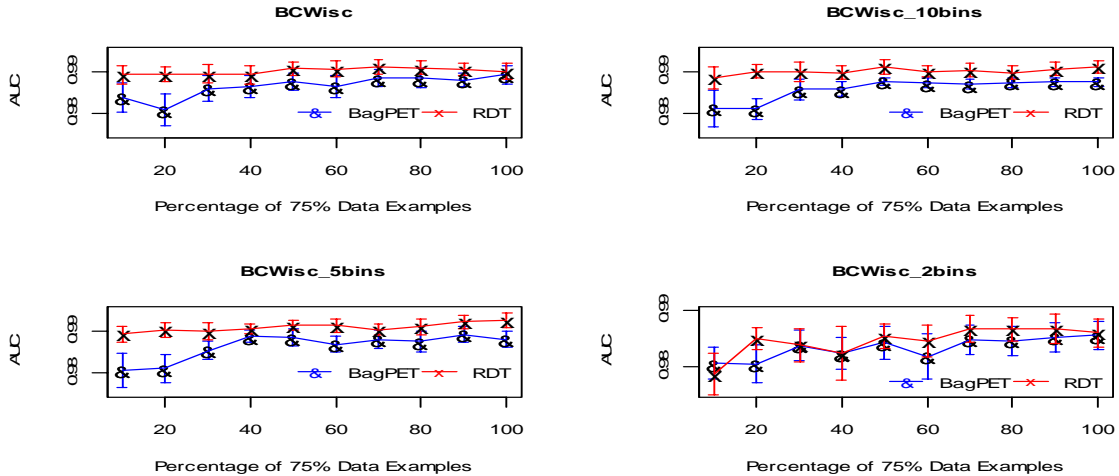 BCWisc
AUC
0.99
0.98
& BagPET × RDT
20 40 60 80 100
Percentage of 75% Data Examples
BCWisc_10bins
AUC
0.99
0.98
& BagPET × RDT
20 40 60 80 100
Percentage of 75% Data Examples
BCWisc_5bins
AUC
0.99
0.98
& BagPET × RDT
20 40 60 80 100
Percentage of 75% Data Examples
BCWisc_2bins
AUC
0.99
0.98
& BagPET × RDT
20 40 60 80 100
Percentage of 75% Data Examples